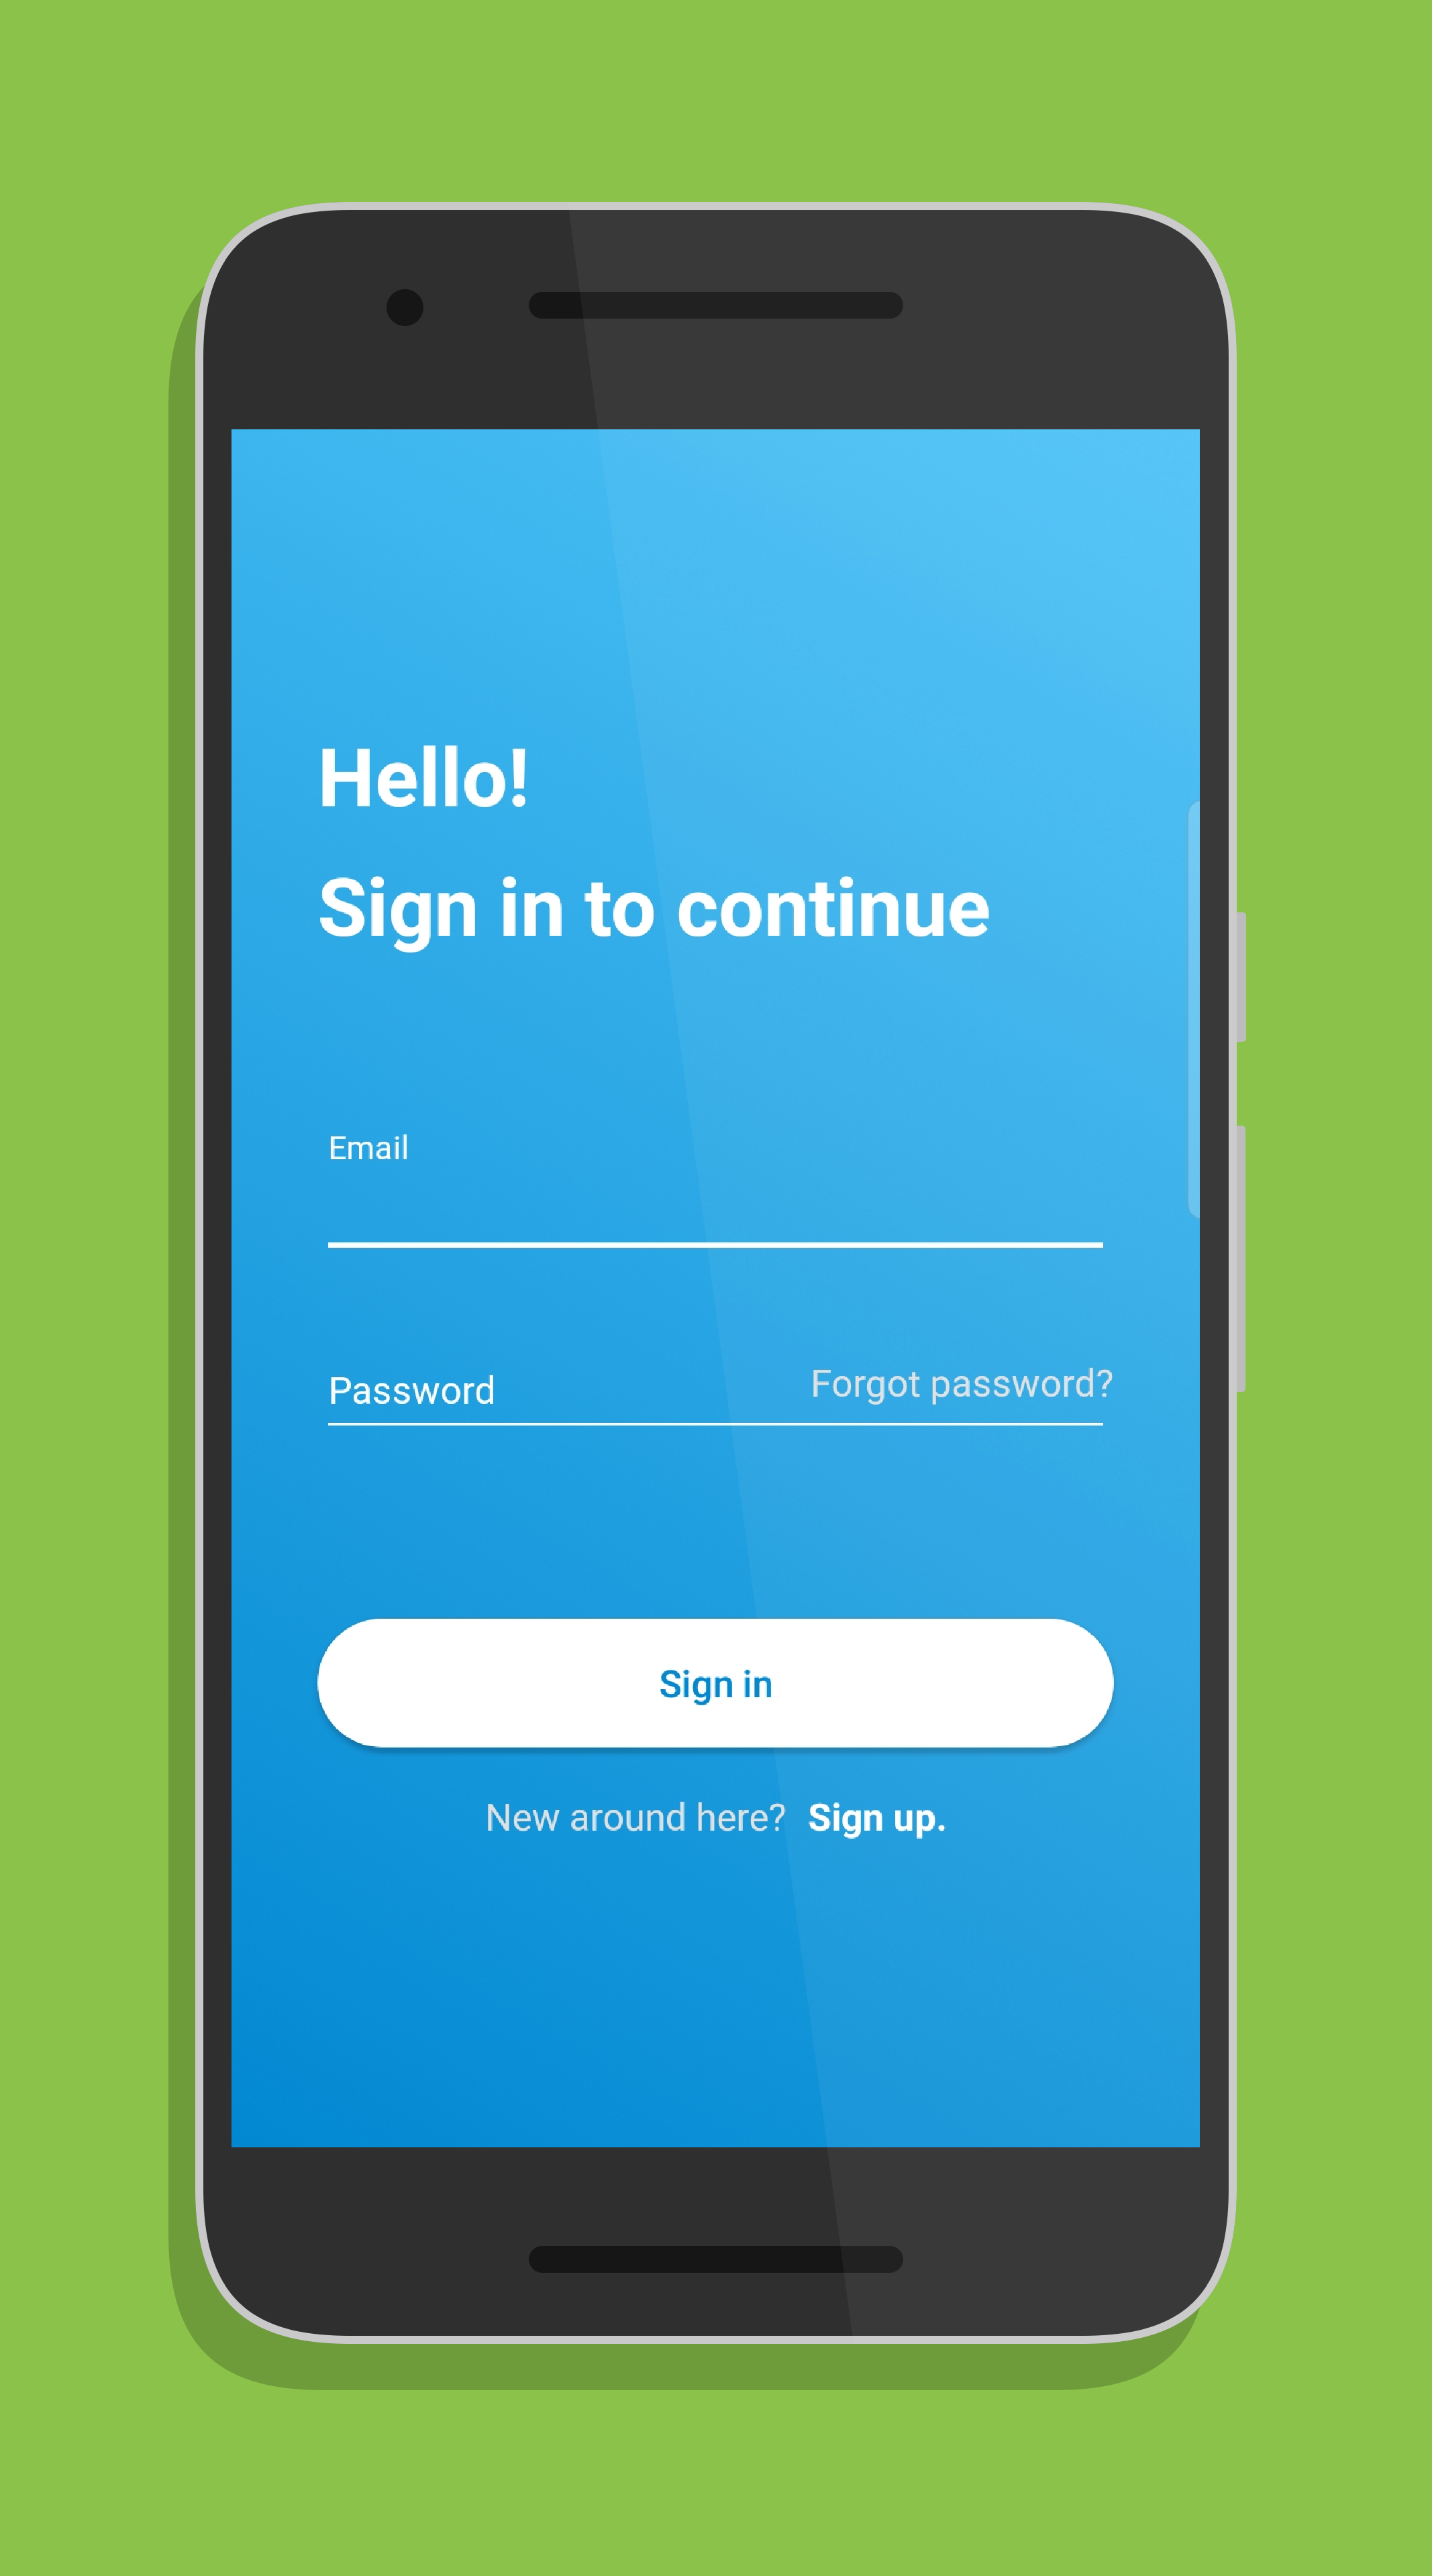 Hello!
Sign in to continue
Email
Password
Forgot password?
Sign in
New around here? Sign up.